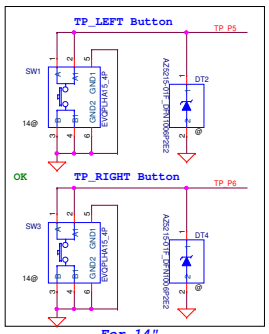 TP_LEFT Button
TP_P5
SW1
1
2
5
A
A1
GND1
B
B1
GND2
3
4
6
14@
EVQPLHA15_4P
AZ5215-01F_DFN1006P2E2
DT2
1
2
@
OK
TP_RIGHT Button
TP_P6
SW3
1
2
5
A
A1
GND1
B
B1
GND2
3
4
6
14@
EVQPLHA15_4P
AZ5215-01F_DFN1006P2E2
DT4
1
2
@
For 14"